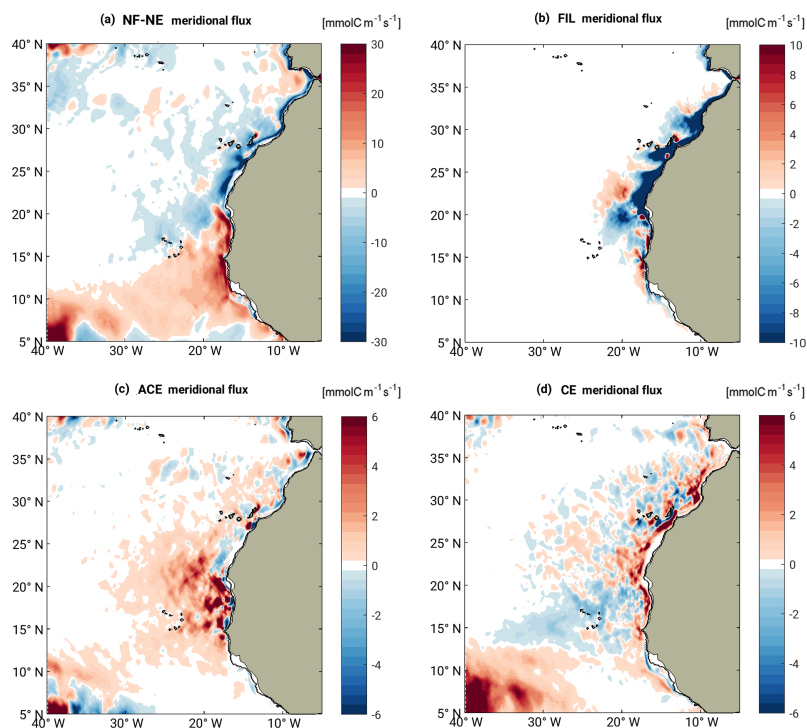 (a) NF-NE meridional flux [mmolC m⁻¹s⁻¹]
40° N
35° N
30° N
25° N
20° N
15° N
10° N
5° N
40° W 30° W 20° W 10° W
30
20
10
0
-10
-20
-30
(b) FIL meridional flux [mmolC m⁻¹s⁻¹]
40° N
35° N
30° N
25° N
20° N
15° N
10° N
5° N
40° W 30° W 20° W 10° W
10
8
6
4
2
0
-2
-4
-6
-8
-10
(c) ACE meridional flux [mmolC m⁻¹s⁻¹]
40° N
35° N
30° N
25° N
20° N
15° N
10° N
5° N
40° W 30° W 20° W 10° W
6
4
2
0
-2
-4
-6
(d) CE meridional flux [mmolC m⁻¹s⁻¹]
40° N
35° N
30° N
25° N
20° N
15° N
10° N
5° N
40° W 30° W 20° W 10° W
6
4
2
0
-2
-4
-6